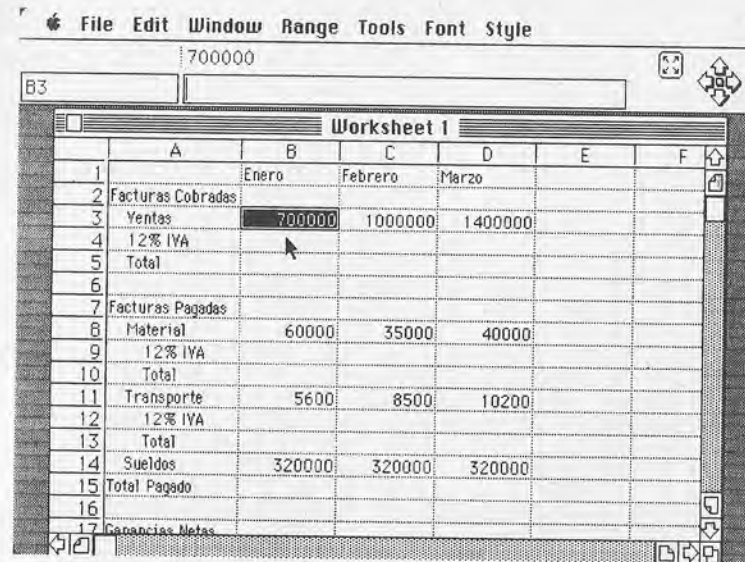 File Edit Window Range Tools Font Style
700000
B3
Worksheet 1
A B C D E F
1 Enero Febrero Marzo
2 Facturas Cobradas
3 Ventas 700000 1000000 1400000
4 12% IVA
5 Total
6
7 Facturas Pagadas
8 Material 60000 35000 40000
9 12% IVA
10 Total
11 Transporte 5600 8500 10200
12 12% IVA
13 Total
14 Sueldos 320000 320000 320000
15 Total Pagado
16
17 Ganancias Netas